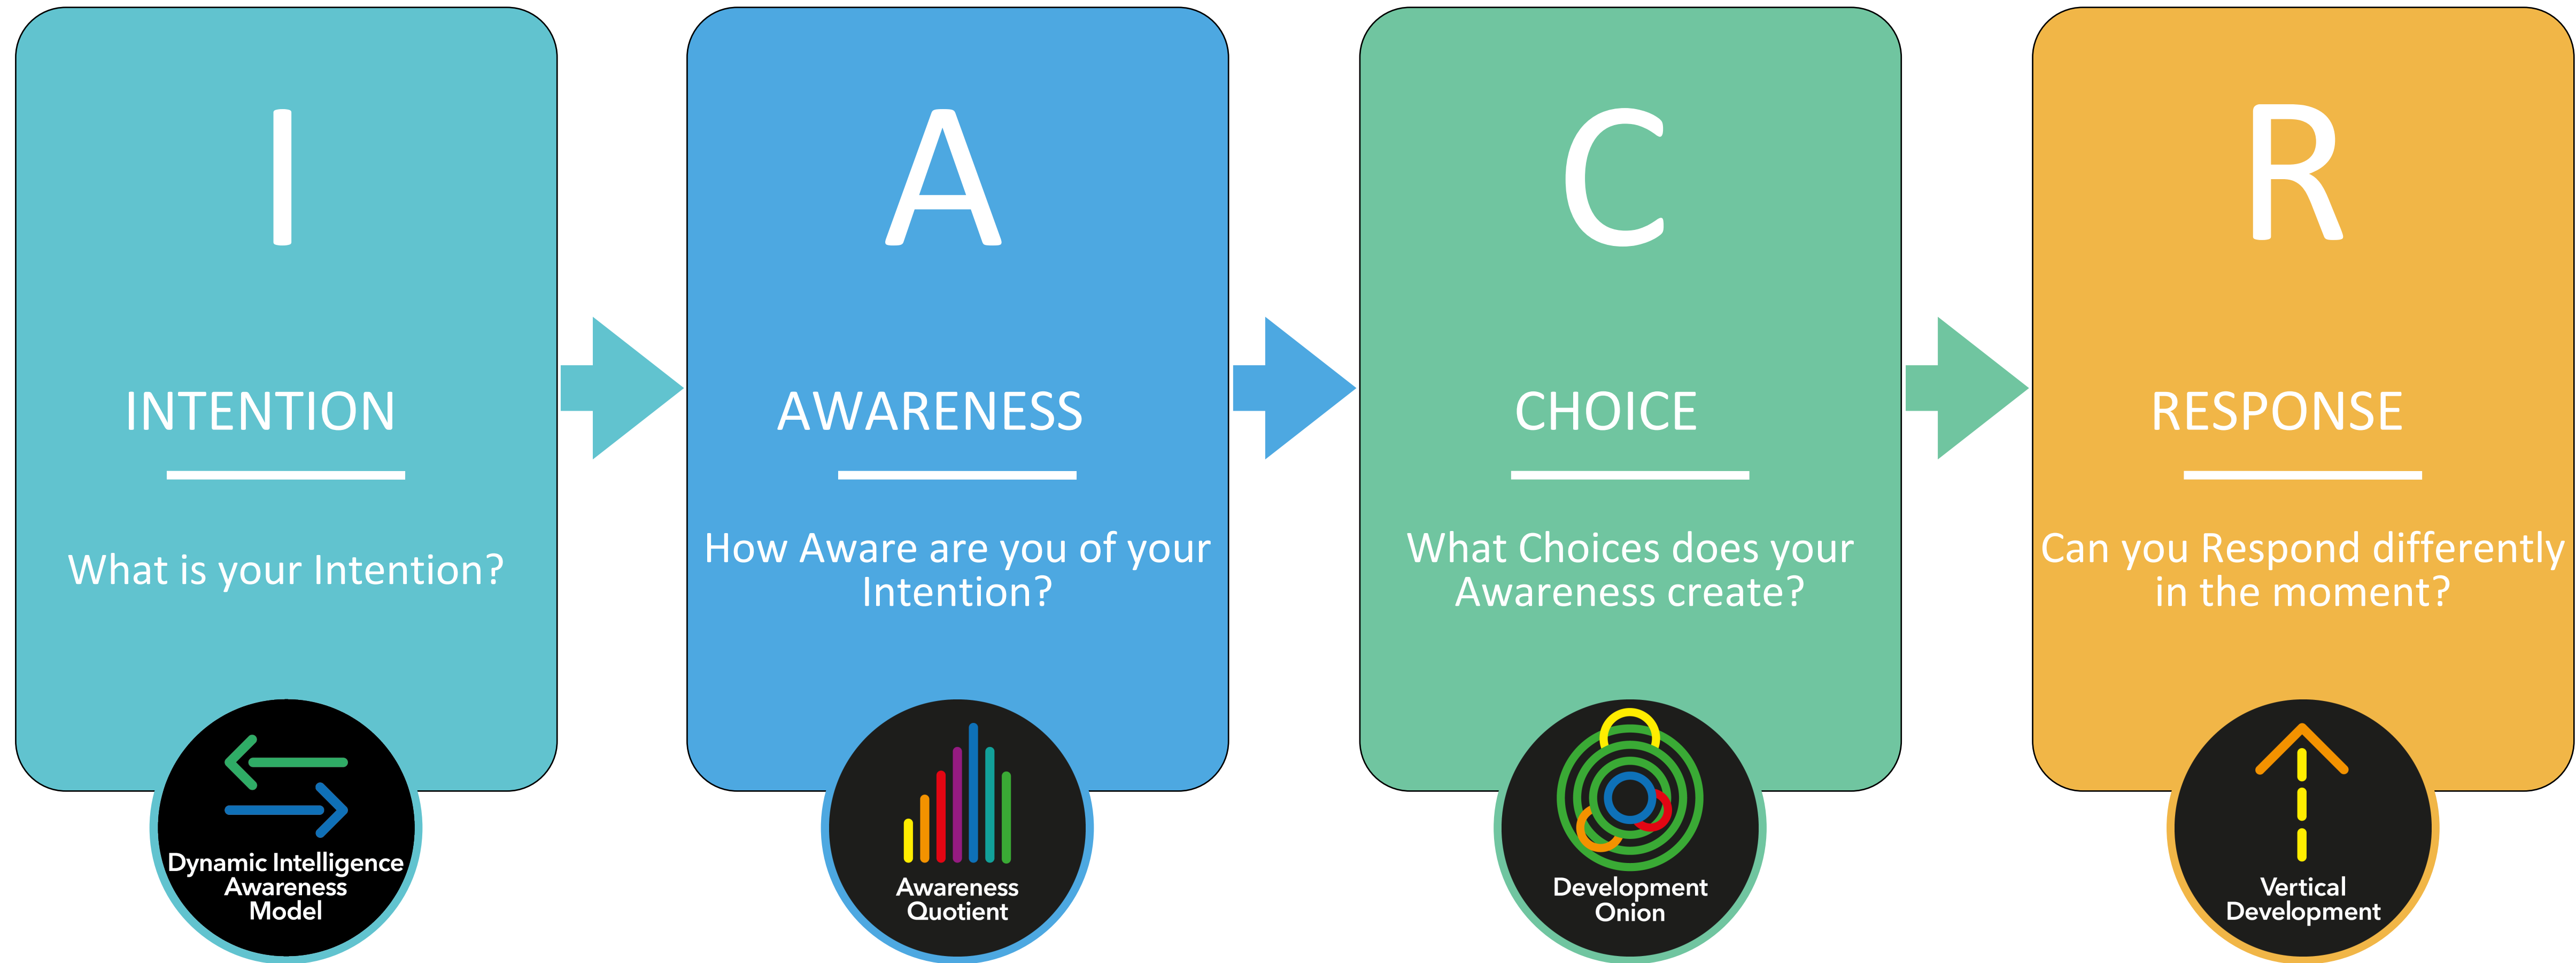 I
INTENTION
What is your Intention?
Dynamic Intelligence
Awareness
Model
A
AWARENESS
How Aware are you of your
Intention?
Awareness
Quotient
C
CHOICE
What Choices does your
Awareness create?
Development
Onion
R
RESPONSE
Can you Respond differently
in the moment?
Vertical
Development